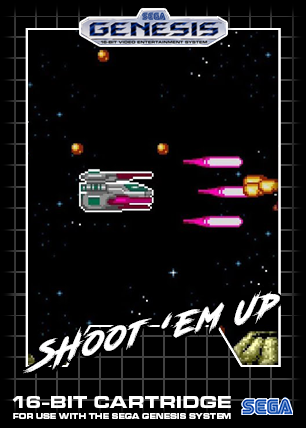 SEGA
GENESIS
16-BIT VIDEO ENTERTAINMENT SYSTEM
SHOOT-'EM UP
16-BIT CARTRIDGE
FOR USE WITH THE SEGA GENESIS SYSTEM
SEGA